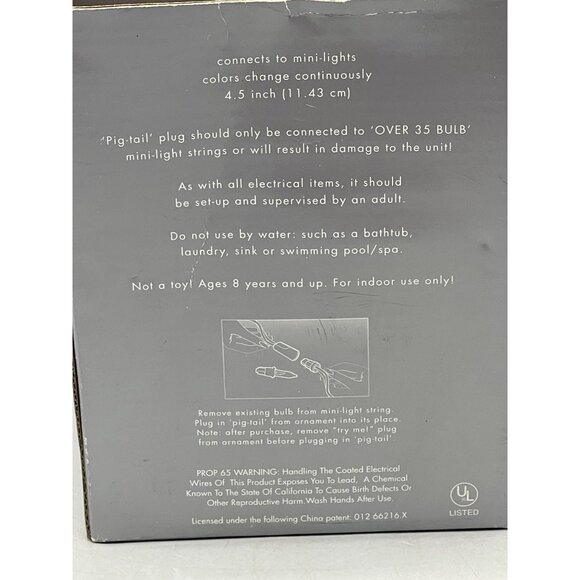 connects to mini-lights
colors change continuously
4.5 inch (11.43 cm)
'Pig-tail' plug should only be connected to 'OVER 35 BULB'
mini-light strings or will result in damage to the unit!
As with all electrical items, it should
be set-up and supervised by an adult.
Do not use by water: such as a bathtub,
laundry, sink or swimming pool/spa.
Not a toy! Ages 8 years and up. For indoor use only!
Remove existing bulb from mini-light string.
Plug in 'pig-tail' from ornament into its place.
Note: after purchase, remove "try me!" plug
from ornament before plugging in 'pig-tail'.
PROP 65 WARNING: Handling The Coated Electrical
Wires Of This Product Exposes You To Lead, A Chemical
Known To The State Of California To Cause Birth Defects Or
Other Reproductive Harm.Wash Hands After Use.
Licensed under the following China patent: 012 66216.X
UL
LISTED